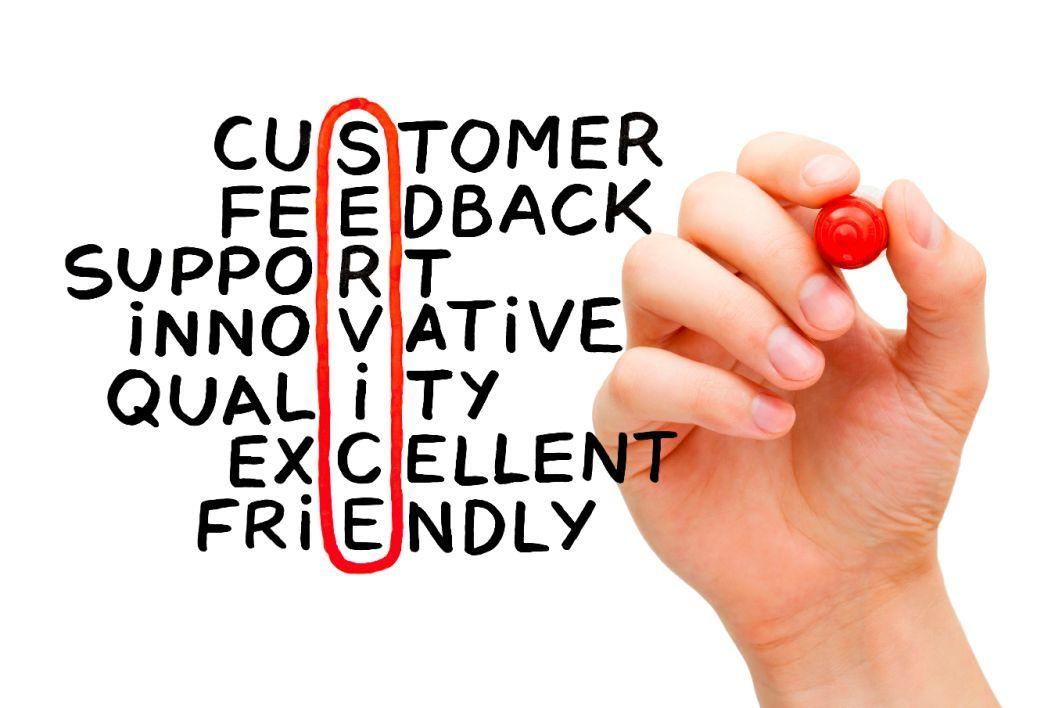 CUSTOMER
FEEDBACK
SUPPORT
iNNOVATiVE
QUALiTY
EXCELLENT
FRiENDLY